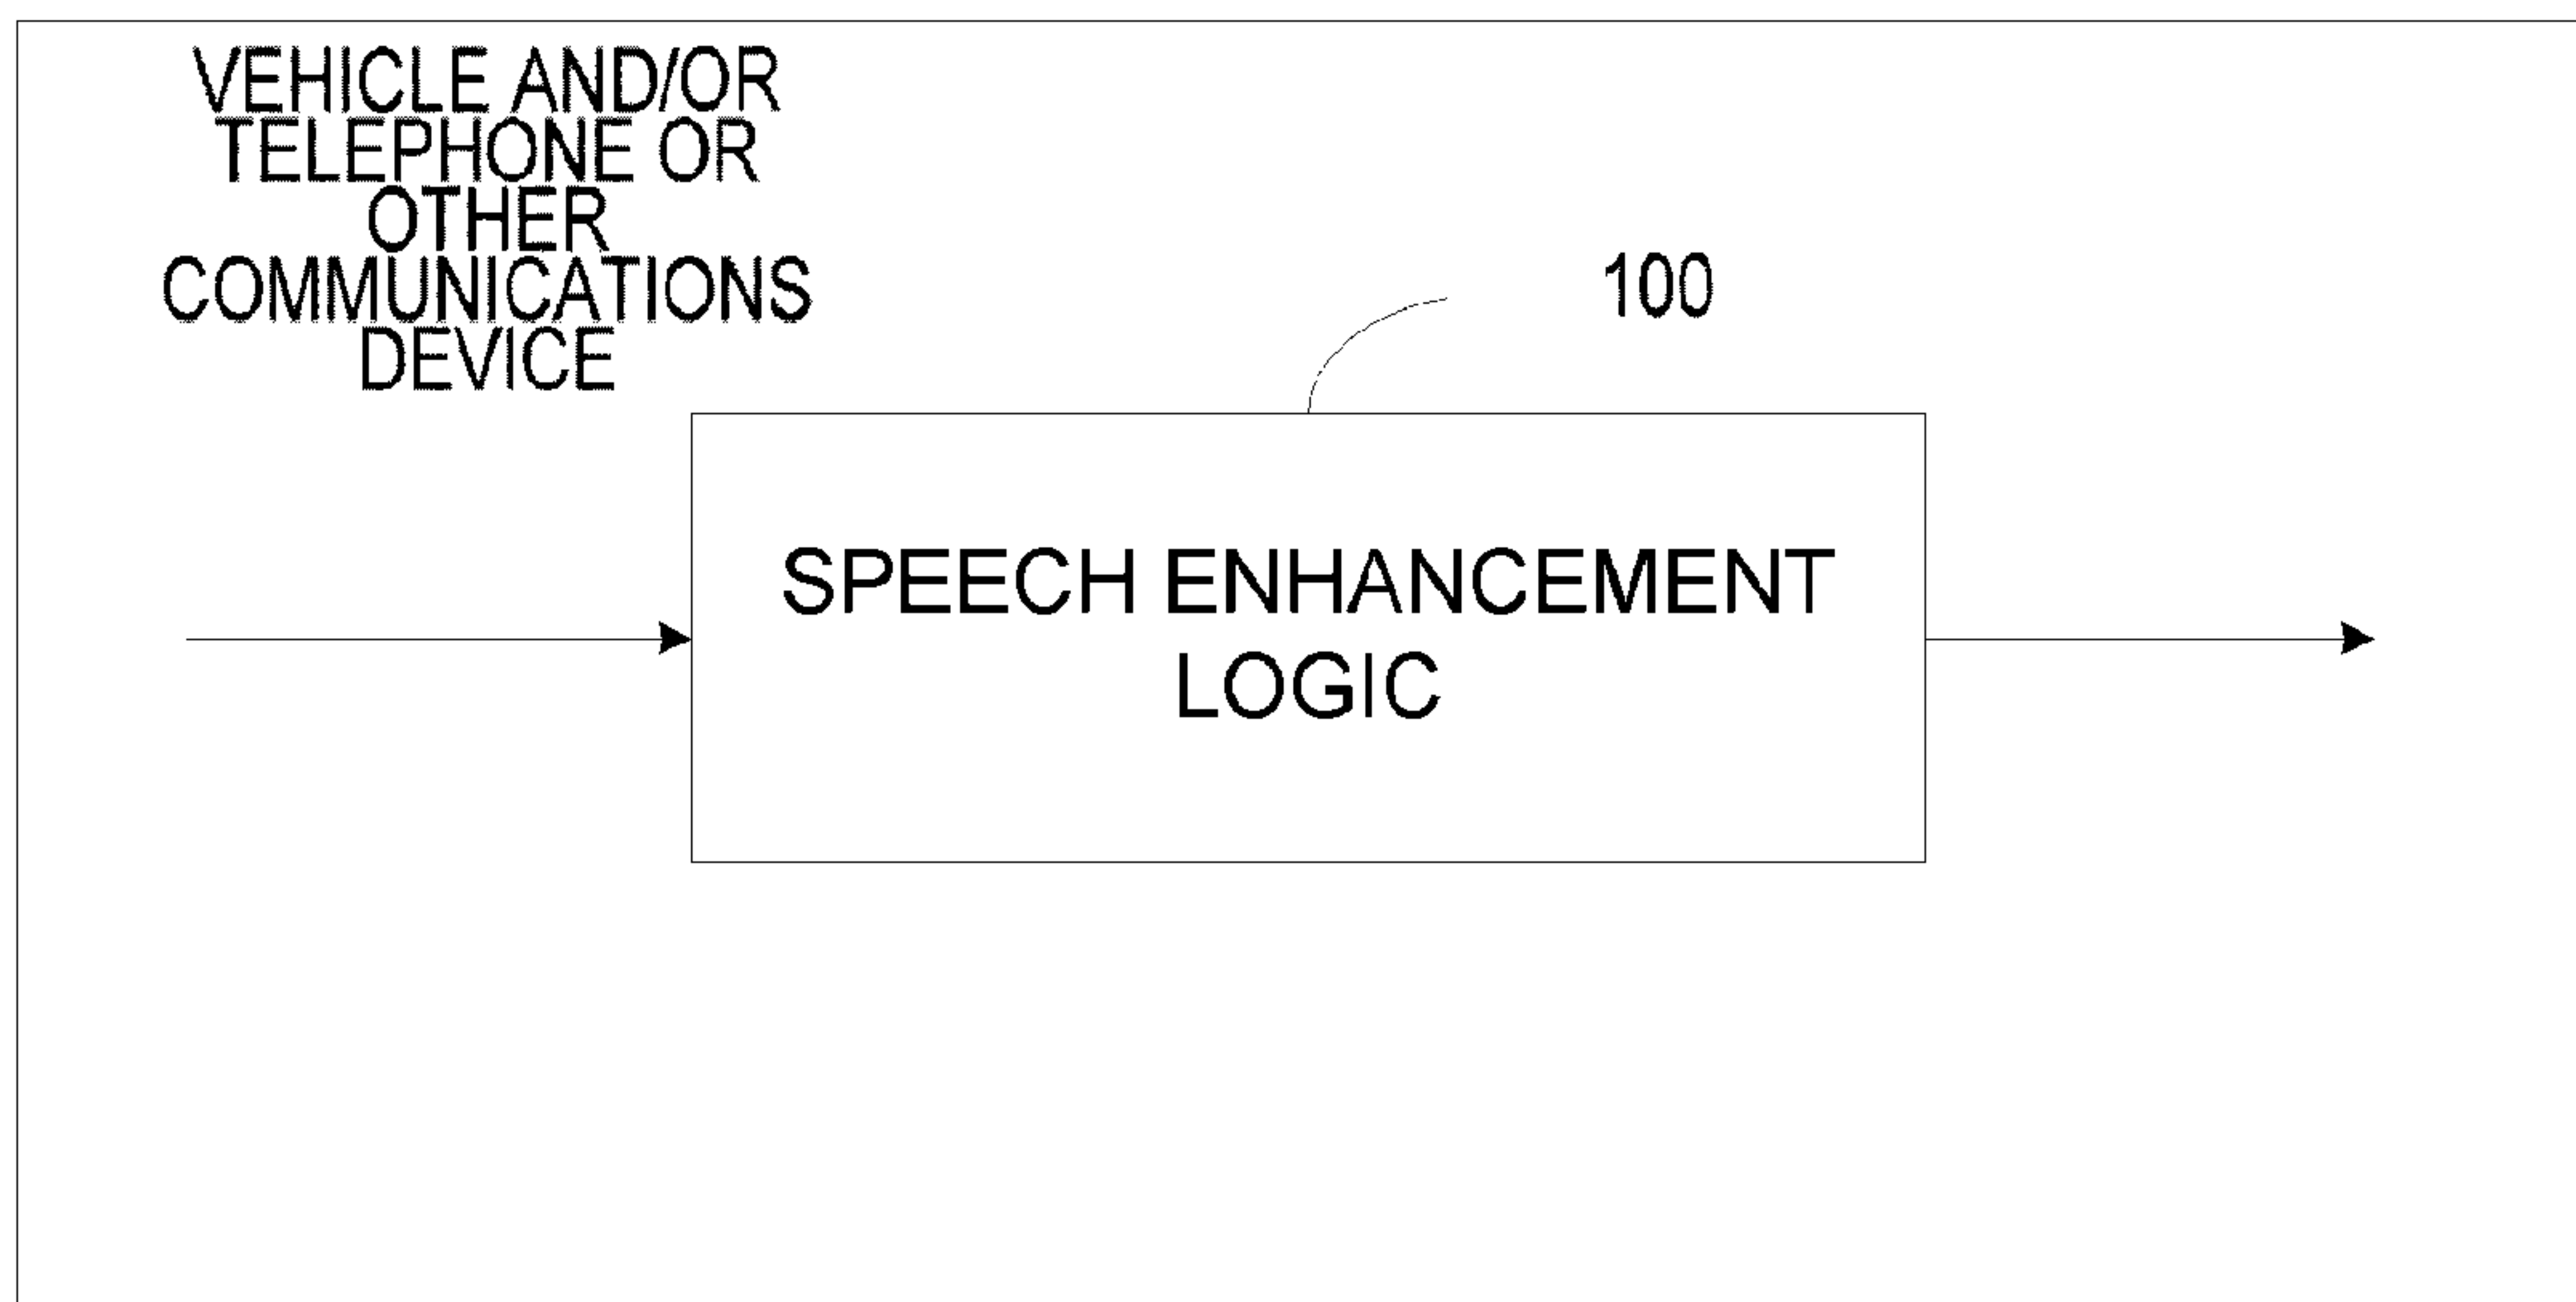 VEHICLE AND/OR
TELEPHONE OR
OTHER
COMMUNICATIONS
DEVICE
100
SPEECH ENHANCEMENT
LOGIC